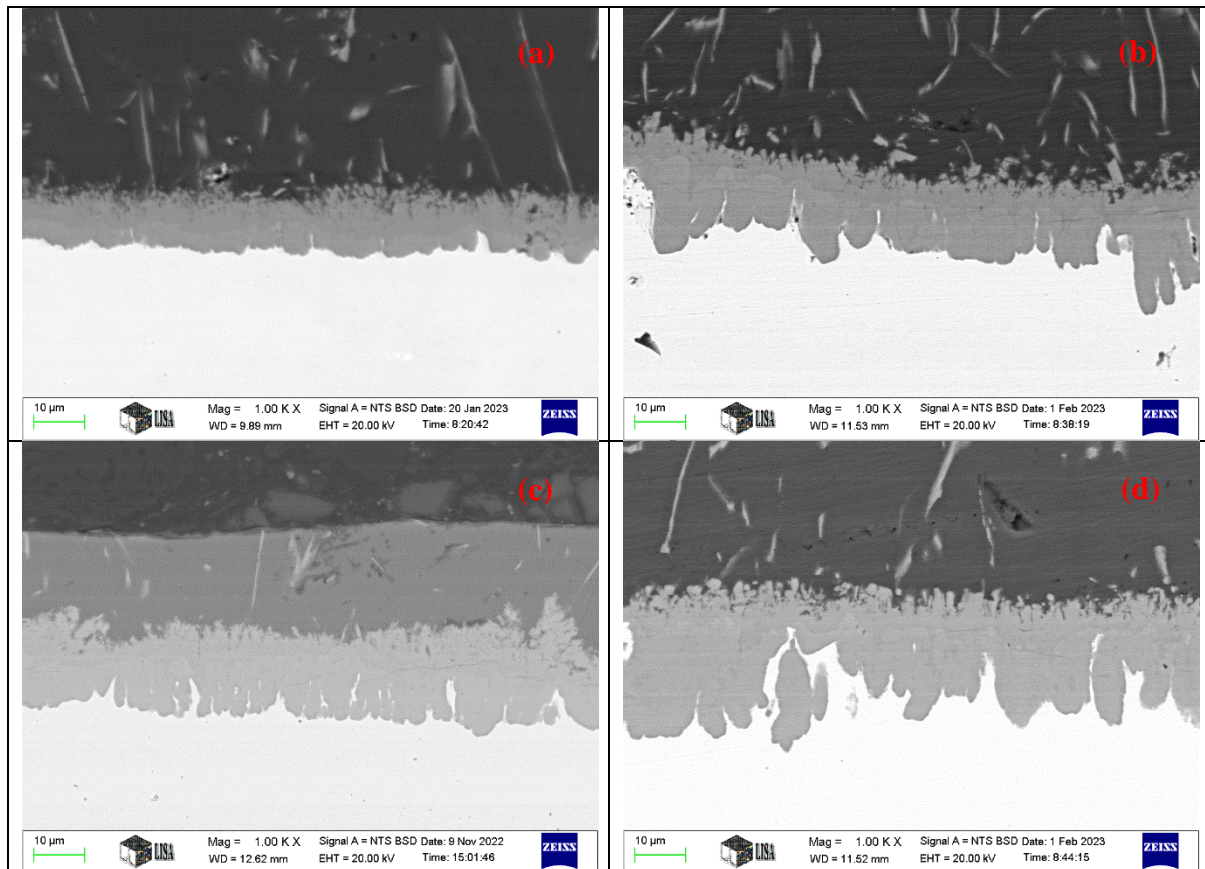 (a)
10 µm
LISA
Mag = 1.00 K X Signal A = NTS BSD Date: 20 Jan 2023
WD = 9.89 mm EHT = 20.00 kV Time: 8:20:42
ZEISS
(b)
10 µm
LISA
Mag = 1.00 K X Signal A = NTS BSD Date: 1 Feb 2023
WD = 11.53 mm EHT = 20.00 kV Time: 8:38:19
ZEISS
(c)
10 µm
LISA
Mag = 1.00 K X Signal A = NTS BSD Date: 9 Nov 2022
WD = 12.62 mm EHT = 20.00 kV Time: 15:01:46
ZEISS
(d)
10 µm
LISA
Mag = 1.00 K X Signal A = NTS BSD Date: 1 Feb 2023
WD = 11.52 mm EHT = 20.00 kV Time: 8:44:15
ZEISS